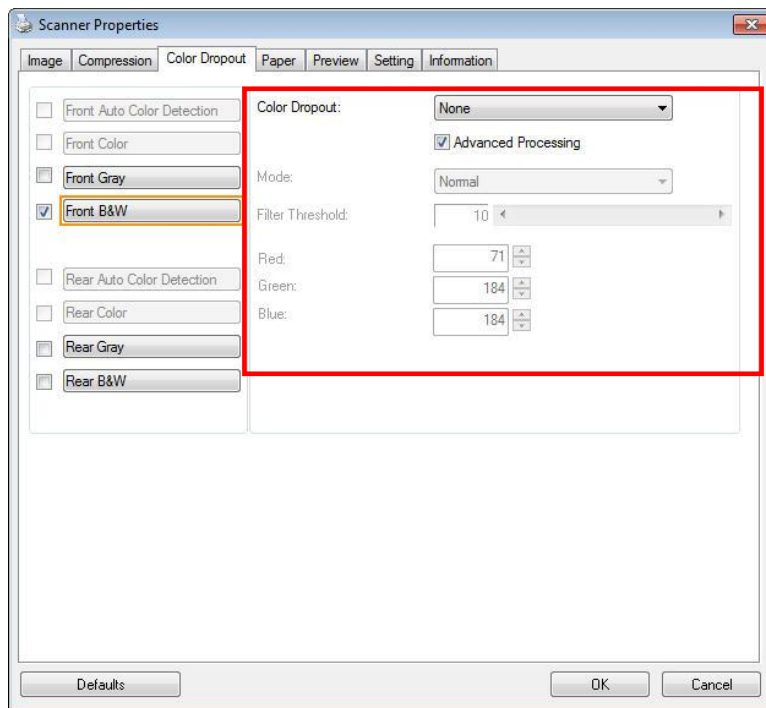 Scanner Properties
Image Compression Color Dropout Paper Preview Setting Information
Front Auto Color Detection
Front Color
Front Gray
Front B&W
Rear Auto Color Detection
Rear Color
Rear Gray
Rear B&W
Color Dropout: None
Advanced Processing
Mode: Normal
Filter Threshold: 10
Red: 71
Green: 184
Blue: 184
Defaults OK Cancel